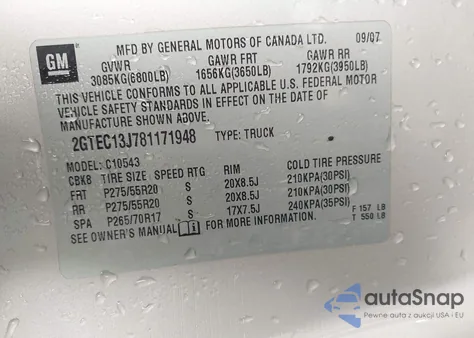 GM
MFD BY GENERAL MOTORS OF CANADA LTD. 09/07
GVWR GAWR FRT GAWR RR
3085KG(6800LB) 1656KG(3650LB) 1792KG(3950LB)
THIS VEHICLE CONFORMS TO ALL APPLICABLE U.S. FEDERAL MOTOR
VEHICLE SAFETY STANDARDS IN EFFECT ON THE DATE OF
MANUFACTURE SHOWN ABOVE.
2GTEC13J781171948 TYPE: TRUCK
MODEL: C10543
CBK8 TIRE SIZE SPEED RTG RIM COLD TIRE PRESSURE
FRT P275/55R20 S 20X8.5J 210KPA(30PSI)
RR P275/55R20 S 20X8.5J 210KPA(30PSI)
SPA P265/70R17 S 17X7.5J 240KPA(35PSI) F 157 LB
SEE OWNER'S MANUAL FOR MORE INFORMATION. T 550 LB
autoSnap
Pewne auta z aukcji USA i EU